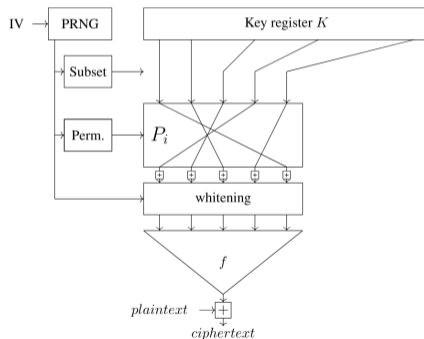 IV PRNG Key register K
Subset
Perm. P_i
+ + + + +
whitening
f
plaintext +
ciphertext